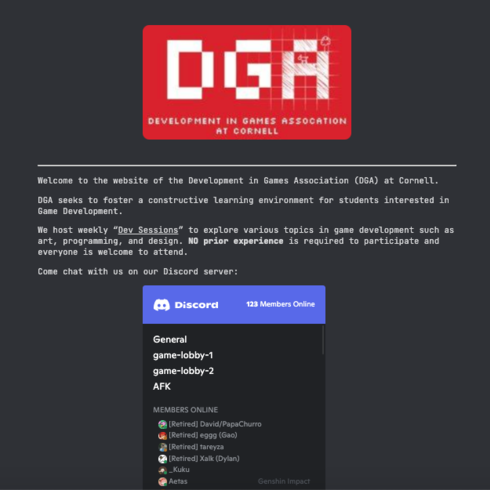 DGA
DEVELOPMENT IN GAMES ASSOCATION
AT CORNELL
Welcome to the website of the Development in Games Association (DGA) at Cornell.
DGA seeks to foster a constructive learning environment for students interested in
Game Development.
We host weekly “Dev Sessions” to explore various topics in game development such as
art, programming, and design. NO prior experience is required to participate and
everyone is welcome to attend.
Come chat with us on our Discord server:
Discord 123 Members Online
General
game-lobby-1
game-lobby-2
AFK
MEMBERS ONLINE
[Retired] David/PapaChurro
[Retired] eggg (Gao)
[Retired] tareyza
[Retired] Xalk (Dylan)
_Kuku
Aetas Genshin Impact